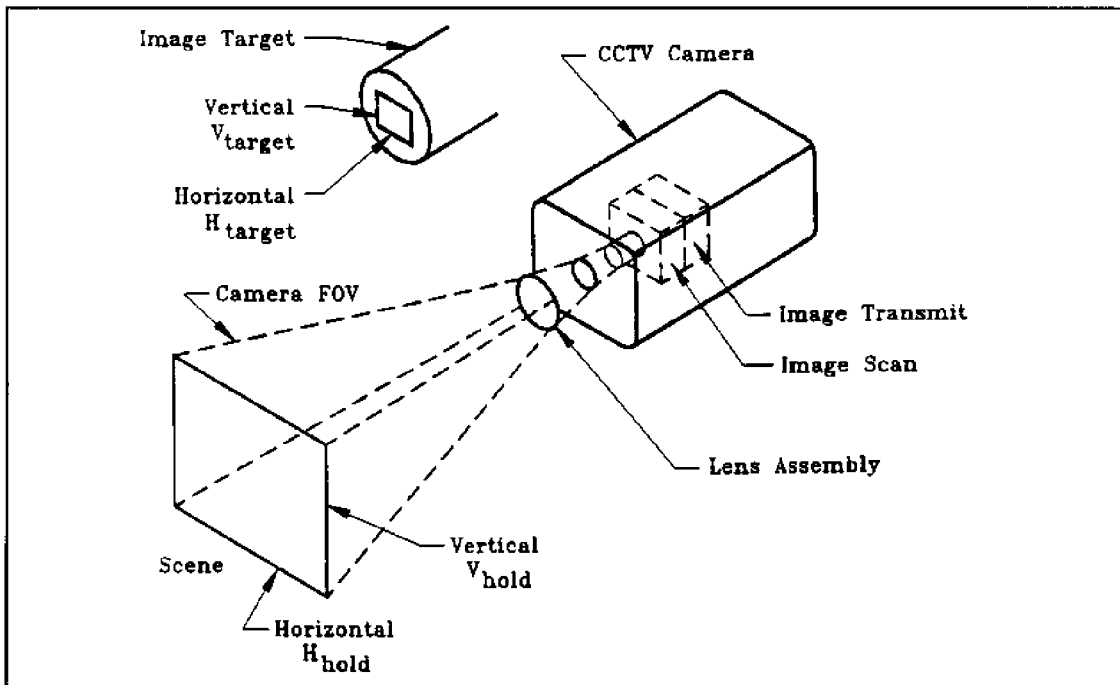 Image Target
CCTV Camera
Vertical
Vtarget
Horizontal
Htarget
Camera FOV
Image Transmit
Image Scan
Lens Assembly
Vertical
Vhold
Scene
Horizontal
Hhold